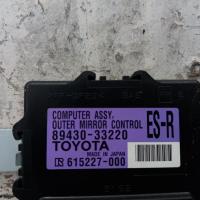 COMPUTER ASSY,
OUTER MIRROR CONTROL
ES-R
89430-33220
TOYOTA
MADE IN JAPAN
615227-000